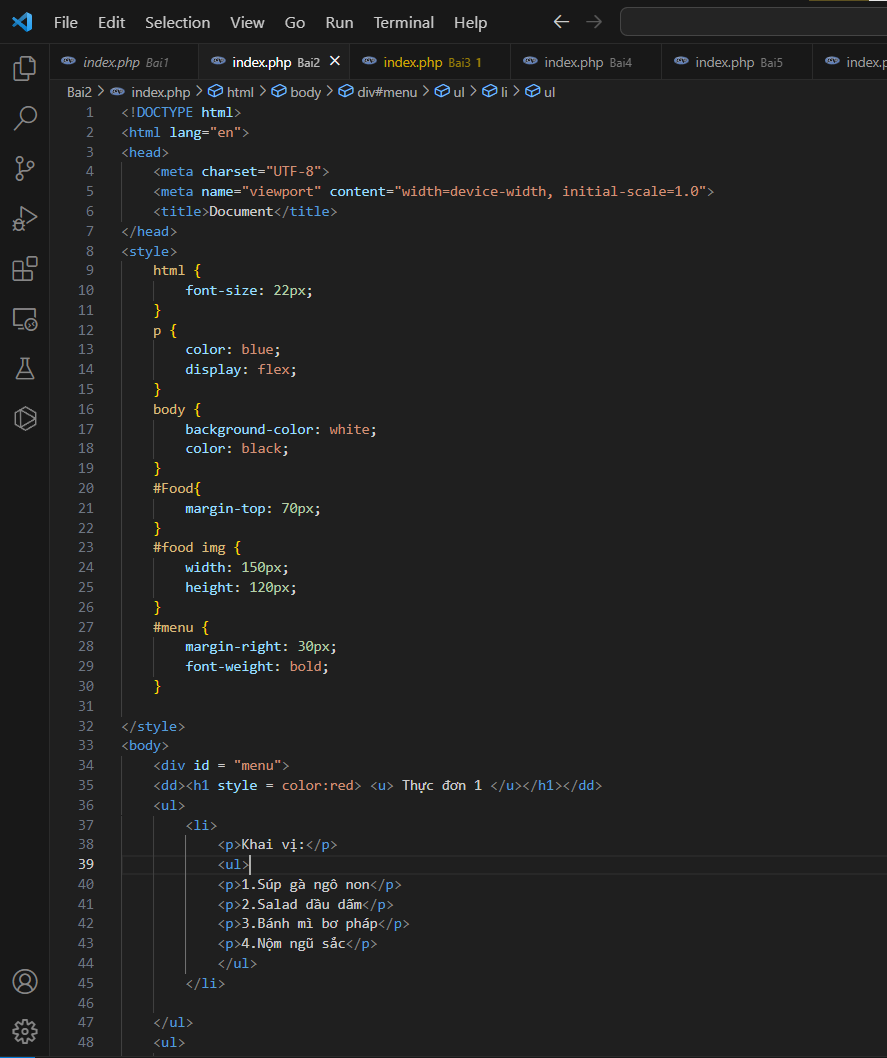 File Edit Selection View Go Run Terminal Help
index.php Bai1 index.php Bai2 index.php Bai3 1 index.php Bai4 index.php Bai5 index.p
Bai2 > index.php > html > body > div#menu > ul > li > ul
1 <!DOCTYPE html>
2 <html lang="en">
3 <head>
4     <meta charset="UTF-8">
5     <meta name="viewport" content="width=device-width, initial-scale=1.0">
6     <title>Document</title>
7 </head>
8 <style>
9     html {
10         font-size: 22px;
11     }
12     p {
13         color: blue;
14         display: flex;
15     }
16     body {
17         background-color: white;
18         color: black;
19     }
20     #Food{
21         margin-top: 70px;
22     }
23     #food img {
24         width: 150px;
25         height: 120px;
26     }
27     #menu {
28         margin-right: 30px;
29         font-weight: bold;
30     }
31
32 </style>
33 <body>
34     <div id = "menu">
35     <dd><h1 style = color:red> <u> Thực đơn 1 </u></h1></dd>
36     <ul>
37         <li>
38             <p>Khai vị:</p>
39             <ul>
40             <p>1.Súp gà ngô non</p>
41             <p>2.Salad dầu dấm</p>
42             <p>3.Bánh mì bơ pháp</p>
43             <p>4.Nộm ngũ sắc</p>
44             </ul>
45         </li>
46
47     </ul>
48     <ul>